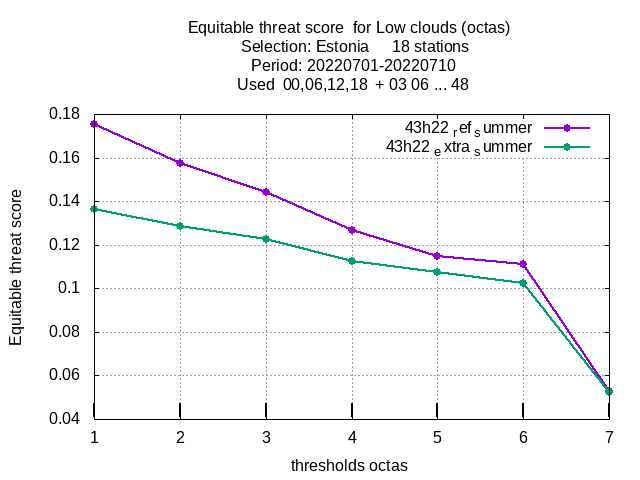 Equitable threat score for Low clouds (octas)
Selection: Estonia 18 stations
Period: 20220701-20220710
Used 00,06,12,18 + 03 06 ... 48
43h22 ref summer
43h22 extra summer
Equitable threat score
0.18
0.16
0.14
0.12
0.1
0.08
0.06
0.04
1 2 3 4 5 6 7
thresholds octas